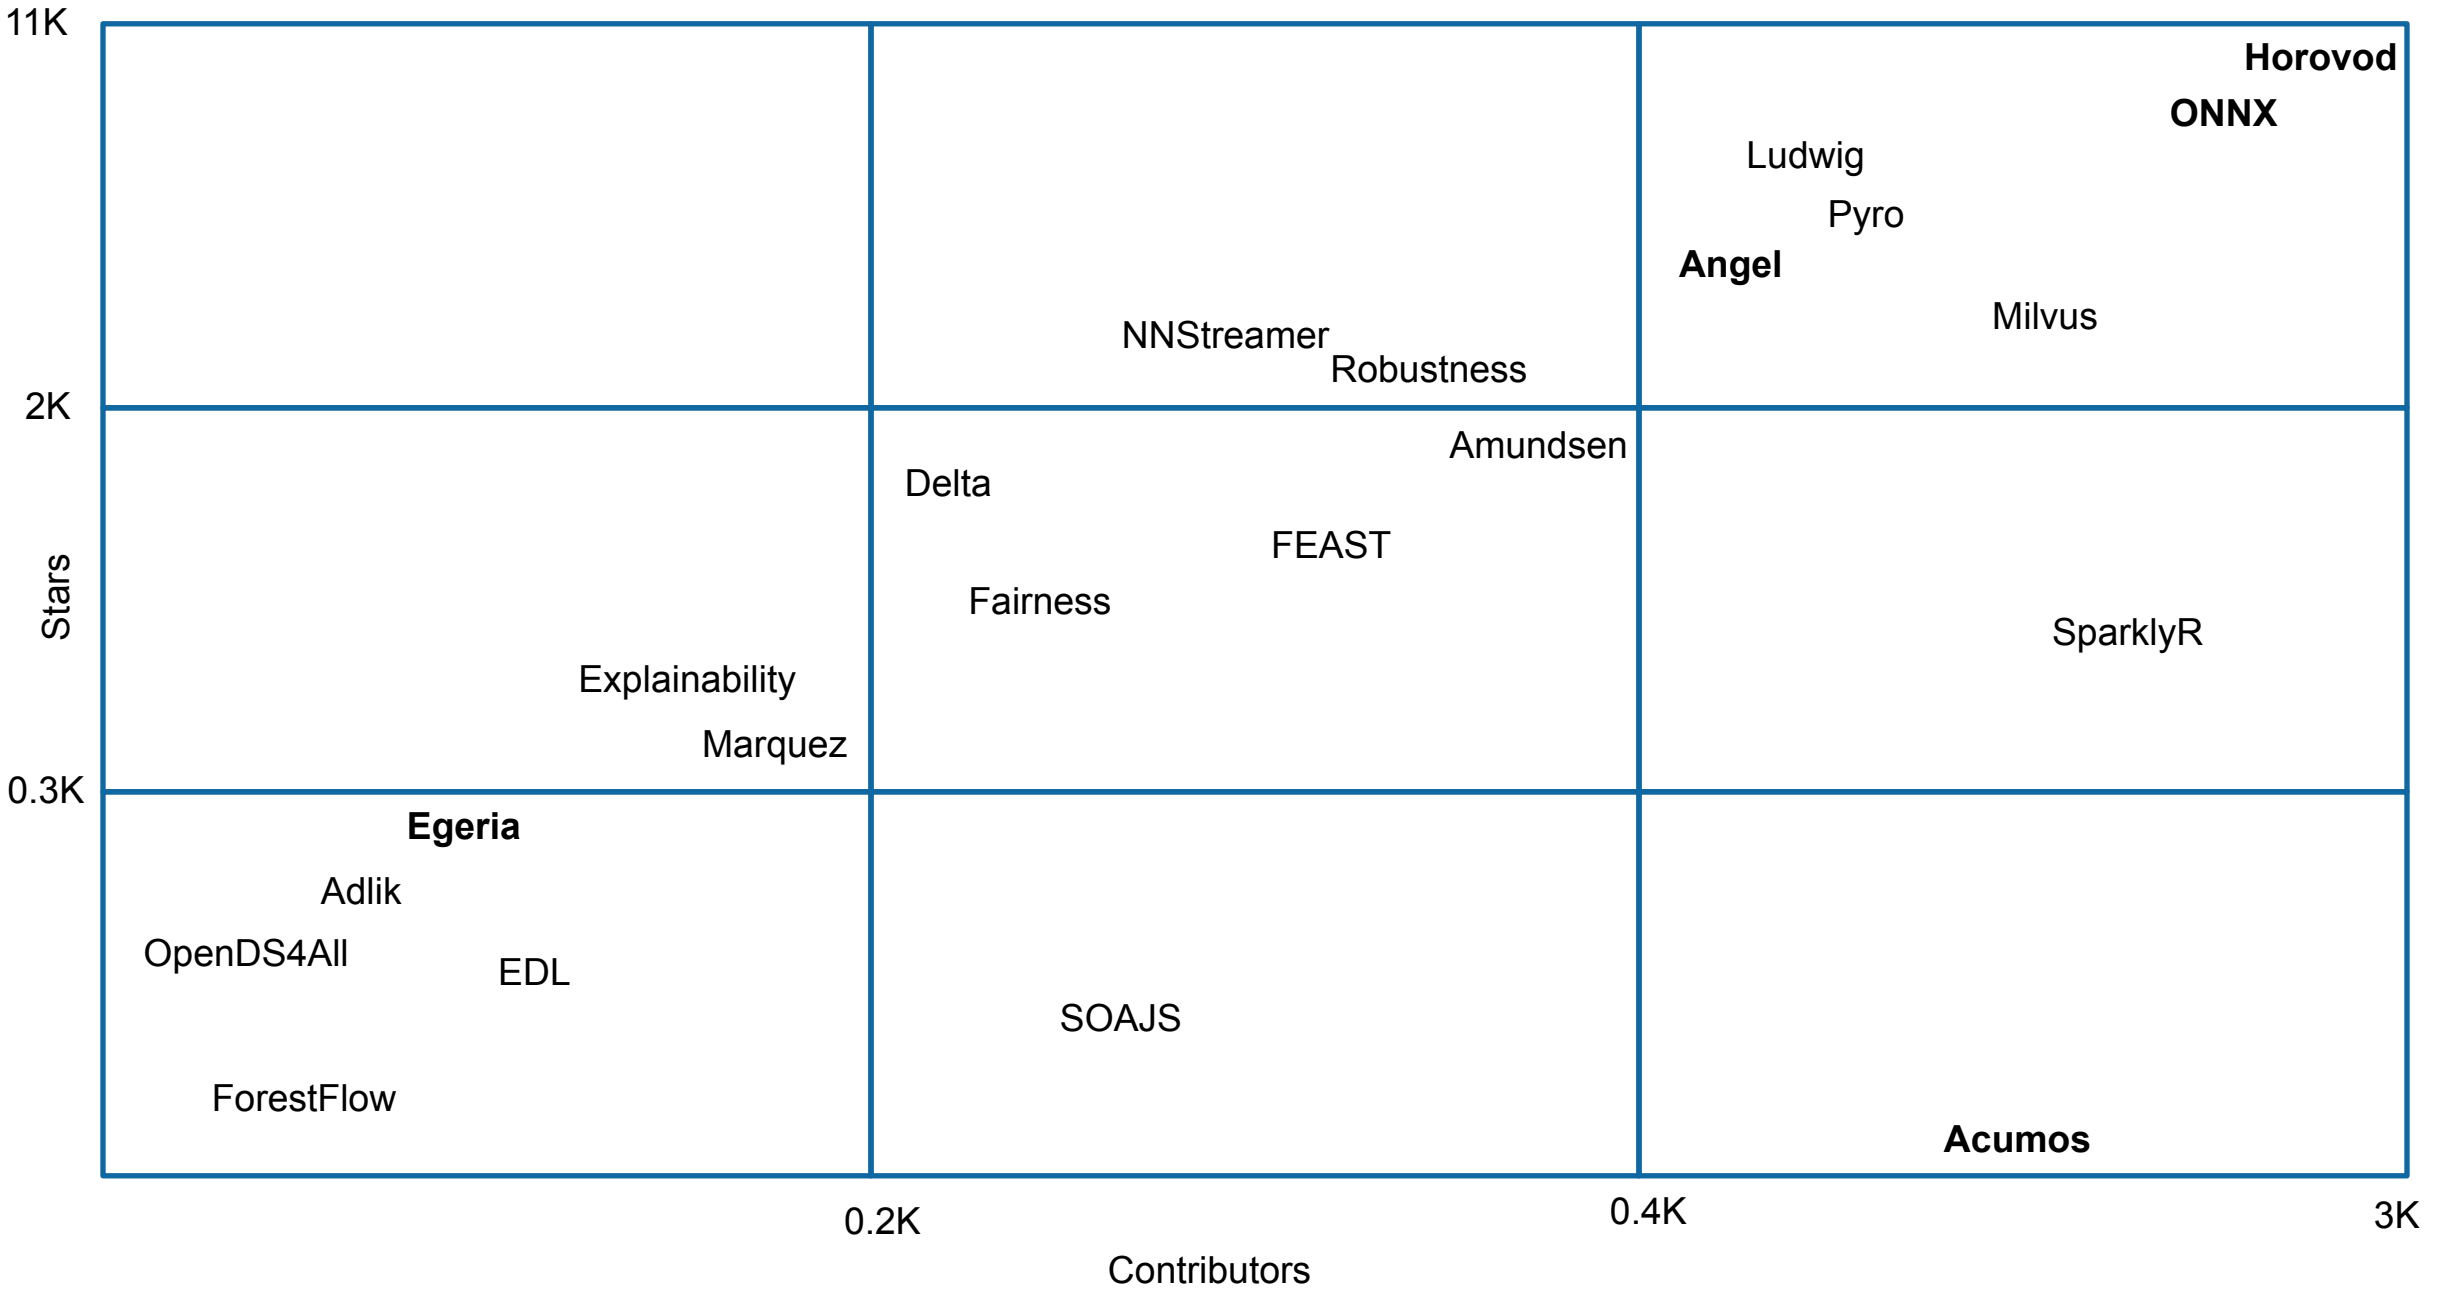 11K
Horovod
ONNX
Ludwig
Pyro
Angel
Milvus
NNStreamer
Robustness
2K
Amundsen
Delta
FEAST
Fairness
Stars
SparklyR
Explainability
Marquez
0.3K
Egeria
Adlik
OpenDS4All
EDL
SOAJS
ForestFlow
Acumos
0.2K
0.4K
3K
Contributors